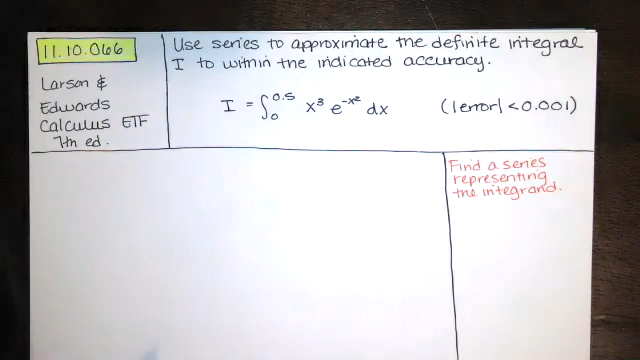 11.10.066
Larson &
Edwards
Calculus ETF
7th ed.
Use series to approximate the definite integral
I to within the indicated accuracy.
I = ∫₀^0.5 x³ e^(-x²) dx (|error| < 0.001)
Find a series
representing
the integrand.